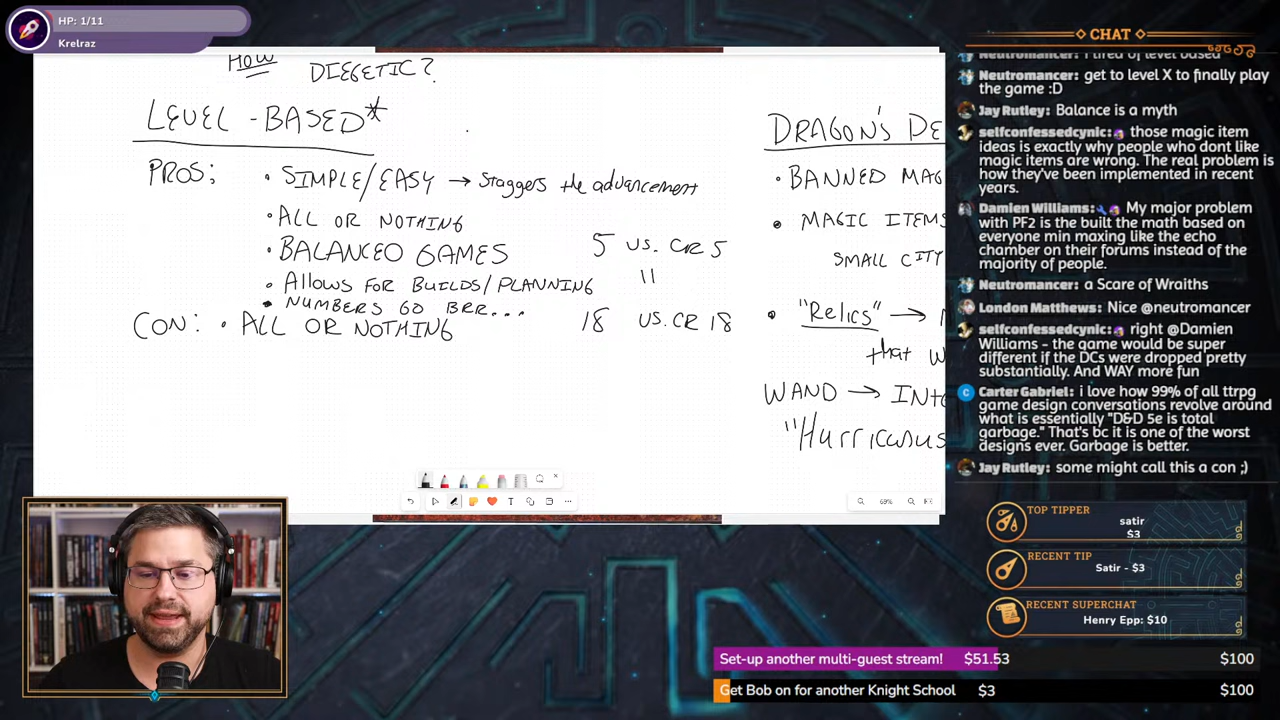 HP: 1/11
Krelraz
How DIEGETIC?
LEVEL-BASED*
PROS: • SIMPLE/EASY → Staggers the advancement
• ALL OR NOTHING
• BALANCED GAMES
• Allows FOR BUILDS/PLANNING
• NUMBERS GO BRR...
CON: • ALL OR NOTHING
5 vs. CR 5
11
18 vs. CR 18
DRAGON'S DE
• BANNED MAG
• MAGIC ITEMS
SMALL CITY
• "Relics" →
that W
WAND → INTO
"Hurricanus
69%
CHAT
Neutromancer: I tired of level based
Neutromancer: get to level X to finally play
the game :D
Jay Rutley: Balance is a myth
selfconfessedcynic: those magic item
ideas is exactly why people who dont like
magic items are wrong. The real problem is
how they've been implemented in recent
years.
Damien Williams: My major problem
with PF2 is the built the math based on
everyone min maxing like the echo
chamber on their forums instead of the
majority of people.
Neutromancer: a Scare of Wraiths
London Matthews: Nice @neutromancer
selfconfessedcynic: right @Damien
Williams - the game would be super
different if the DCs were dropped pretty
substantially. And WAY more fun
C Carter Gabriel: i love how 99% of all ttrpg
game design conversations revolve around
what is essentially "D&D 5e is total
garbage." That's bc it is one of the worst
designs ever. Garbage is better.
Jay Rutley: some might call this a con ;)
TOP TIPPER
satir
$3
RECENT TIP
Satir - $3
RECENT SUPERCHAT
Henry Epp: $10
Set-up another multi-guest stream! $51.53 $100
Get Bob on for another Knight School $3 $100